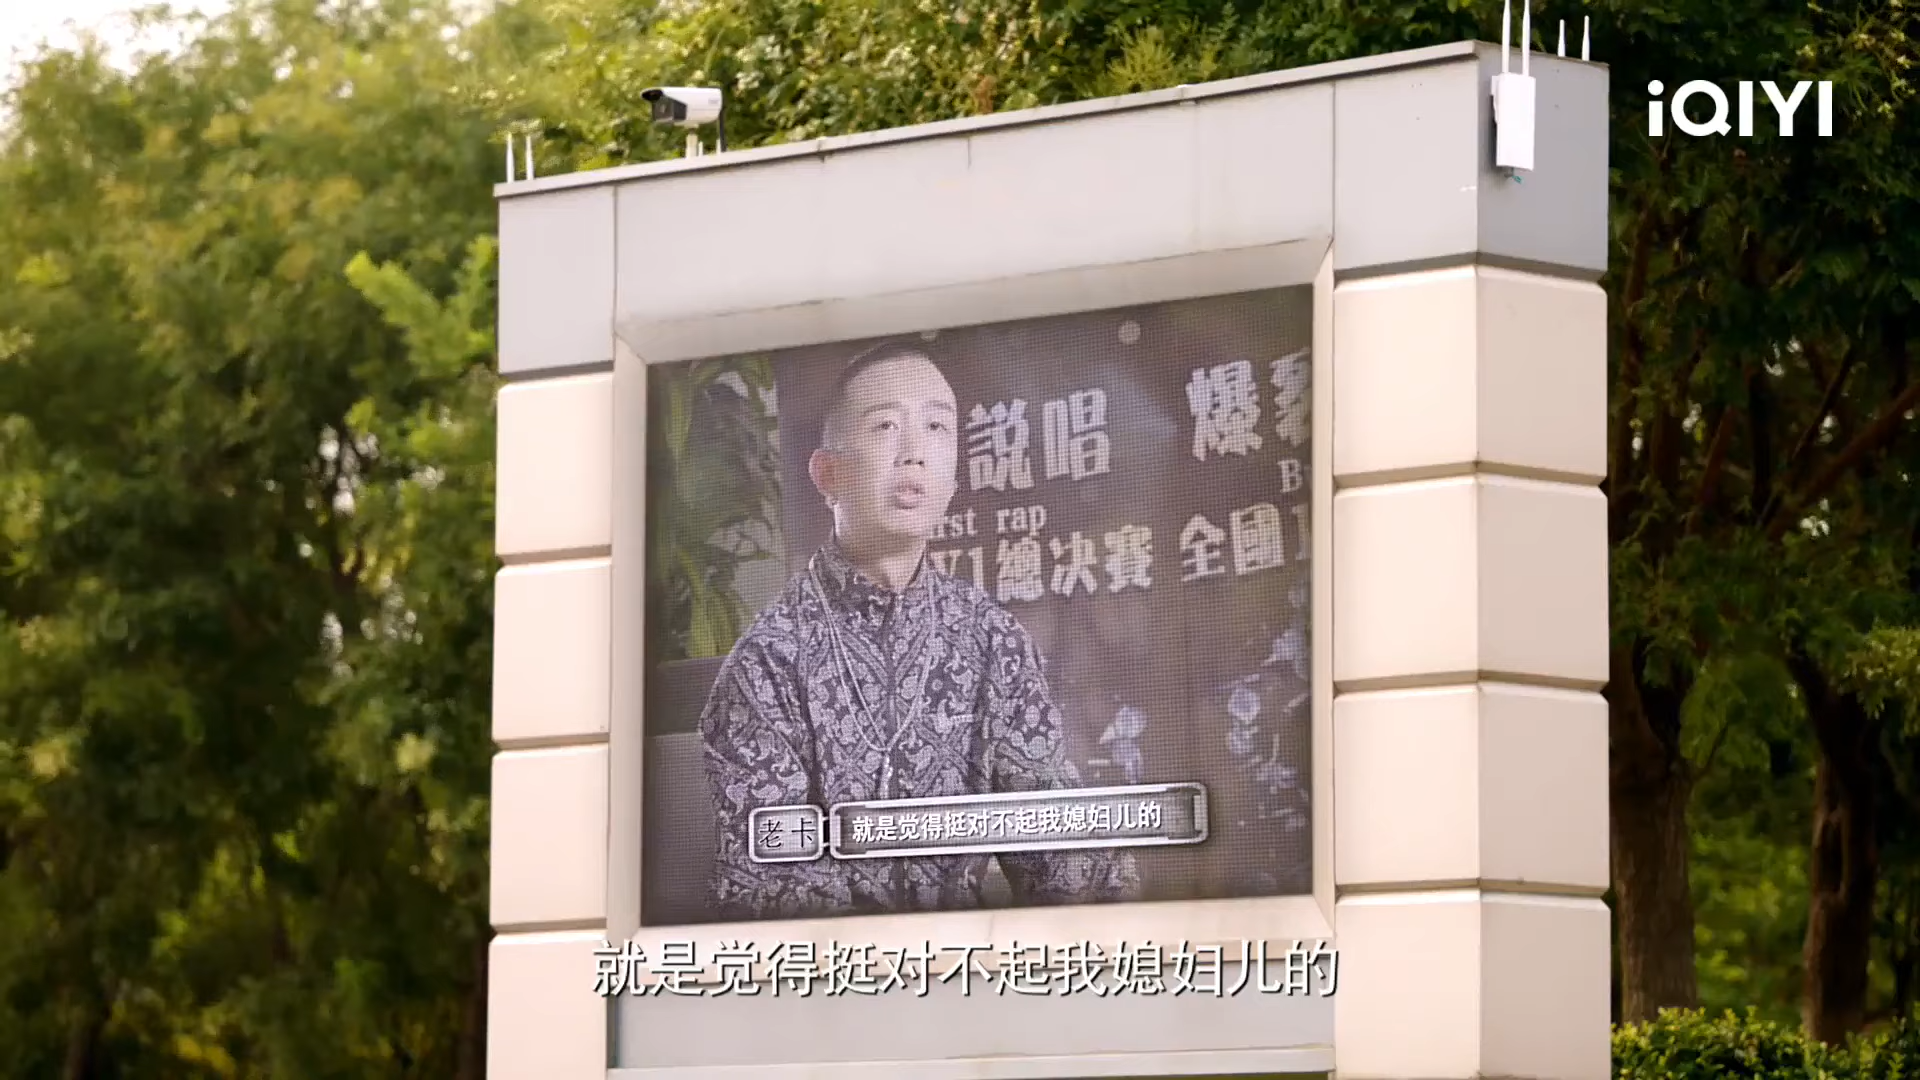 iQIYI
說唱 爆裂
rst rap
總决賽 全國
老卡 就是觉得挺对不起我媳妇儿的
就是觉得挺对不起我媳妇儿的